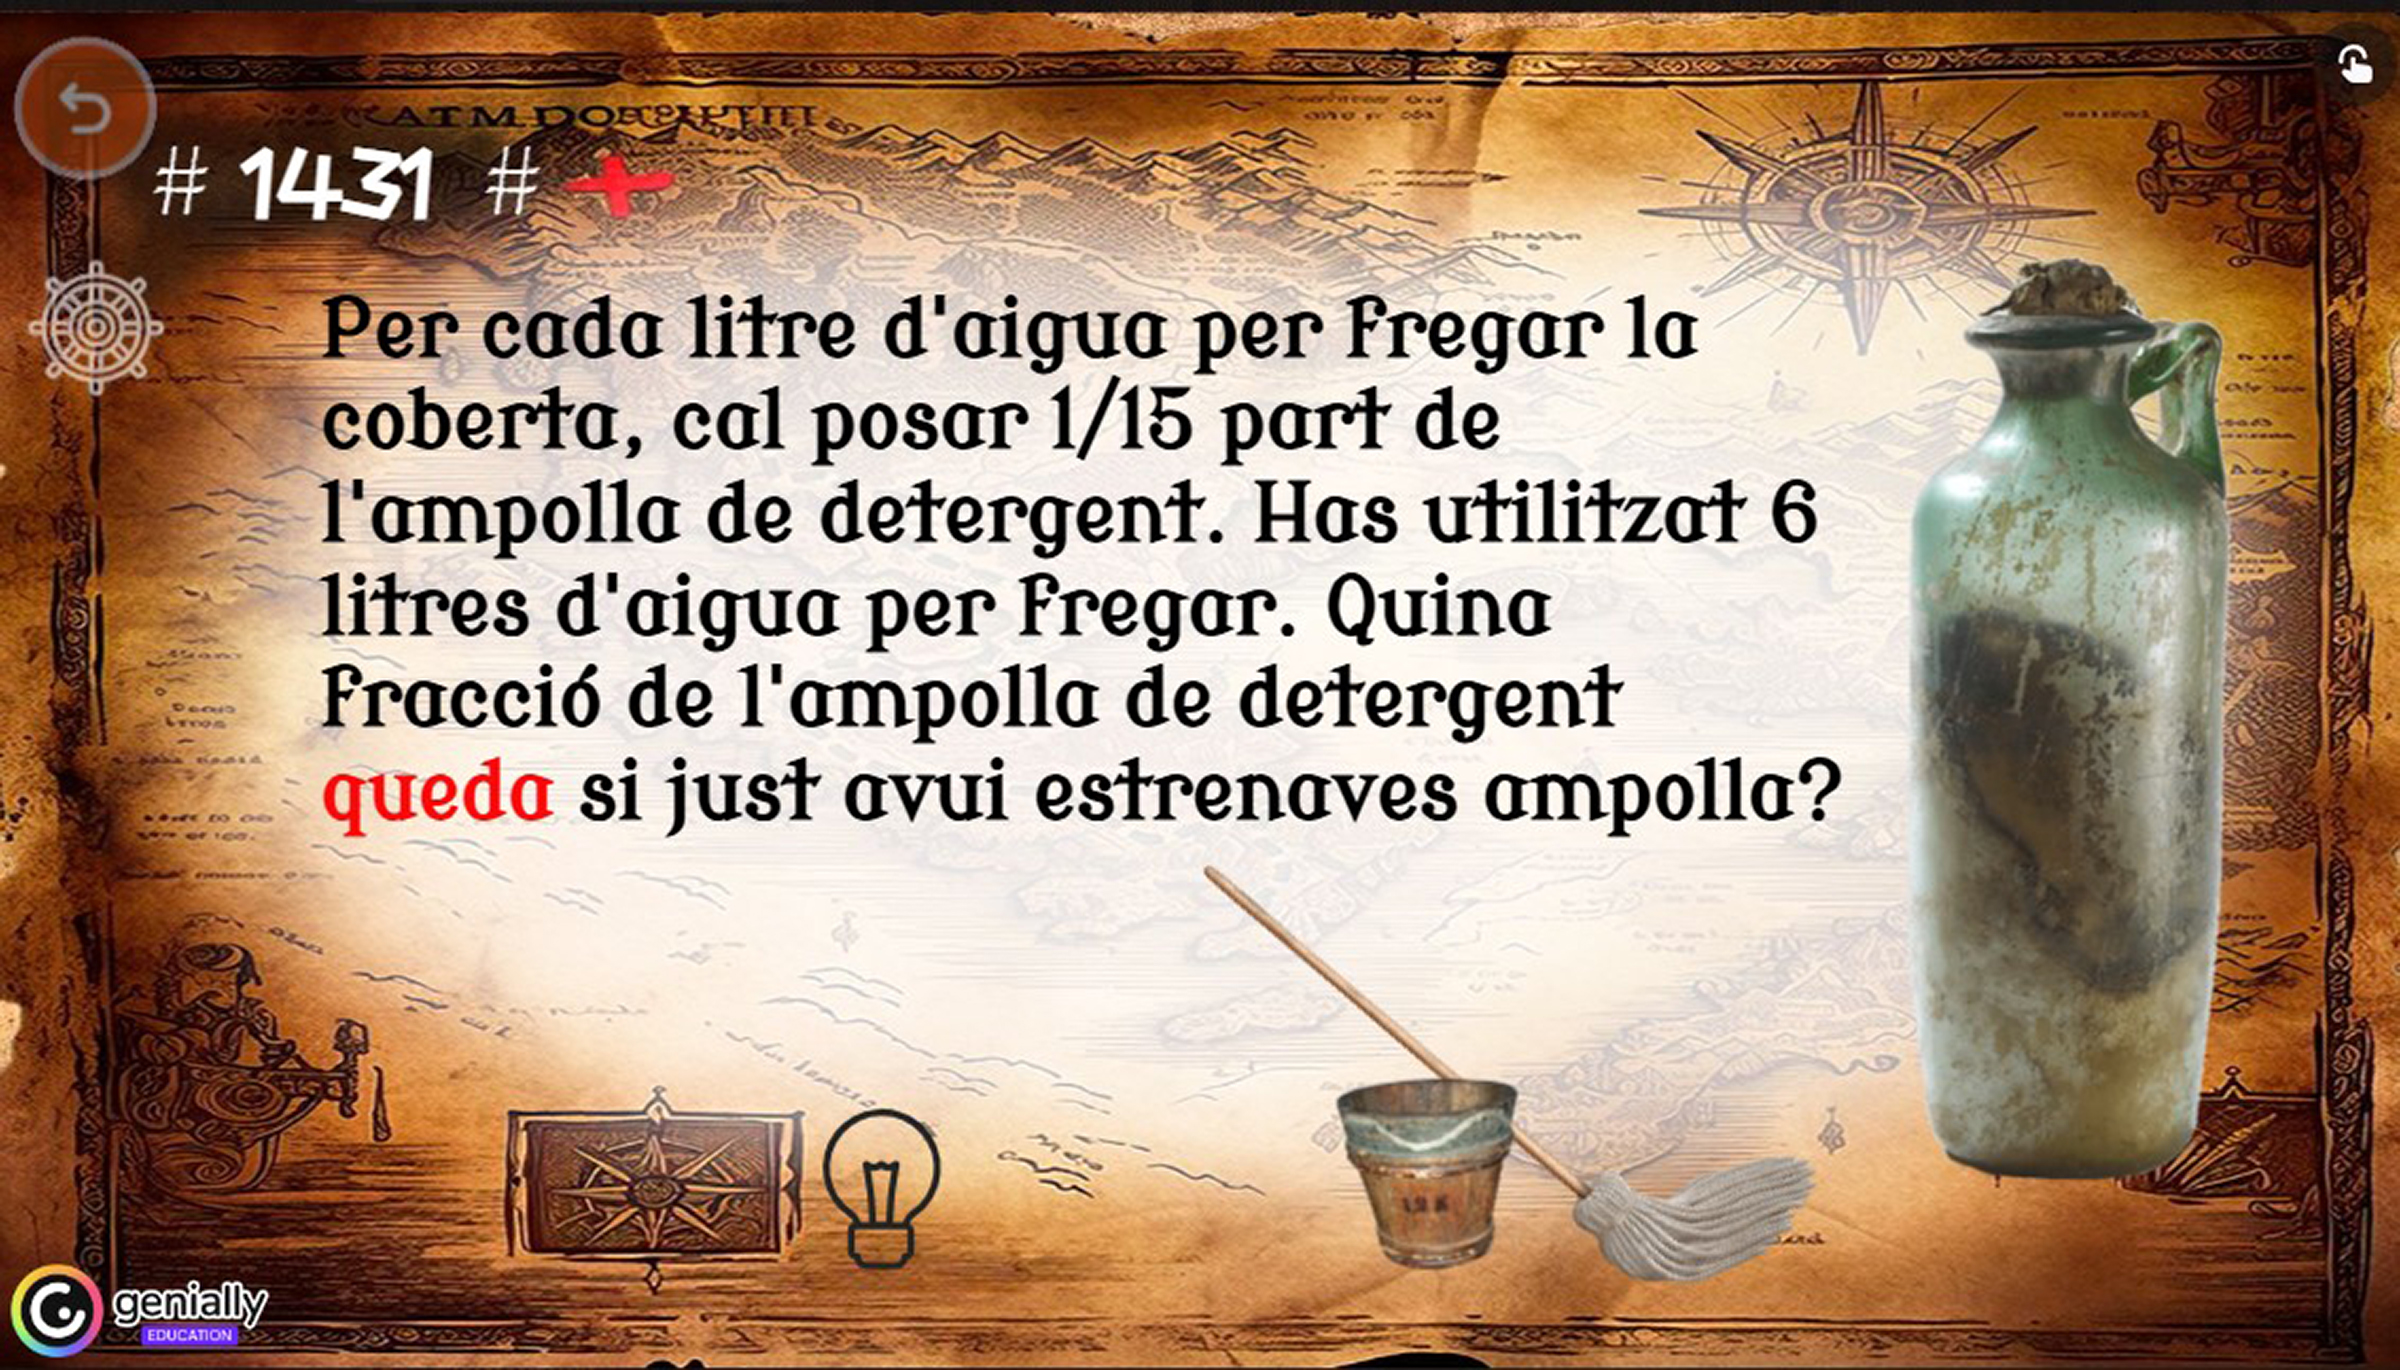 # 1431 #
Per cada litre d'aigua per fregar la
coberta, cal posar 1/15 part de
l'ampolla de detergent. Has utilitzat 6
litres d'aigua per fregar. Quina
fracció de l'ampolla de detergent
queda si just avui estrenaves ampolla?
genially
EDUCATION